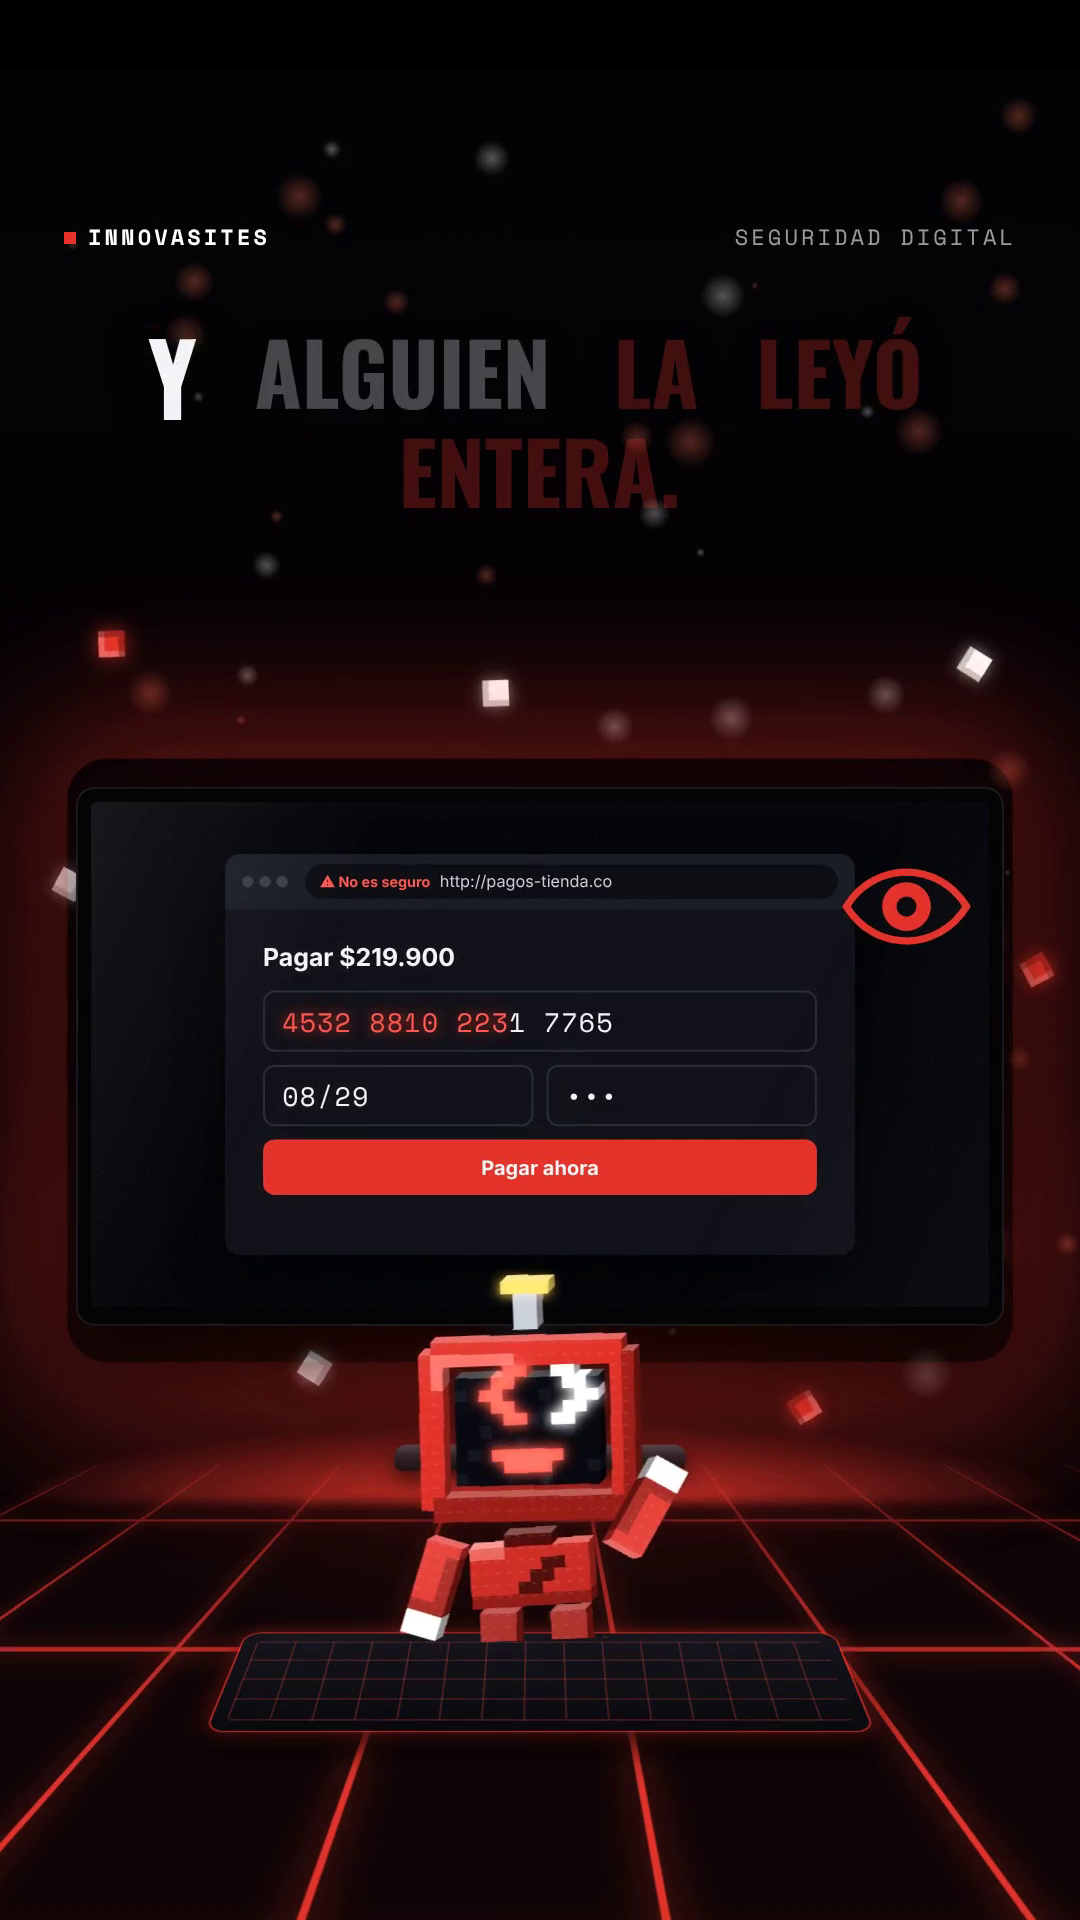 INNOVASITES
SEGURIDAD DIGITAL
Y ALGUIEN LA LEYÓ
ENTERA.
No es seguro http://pagos-tienda.co
Pagar $219.900
4532 8810 2231 7765
08/29
•••
Pagar ahora